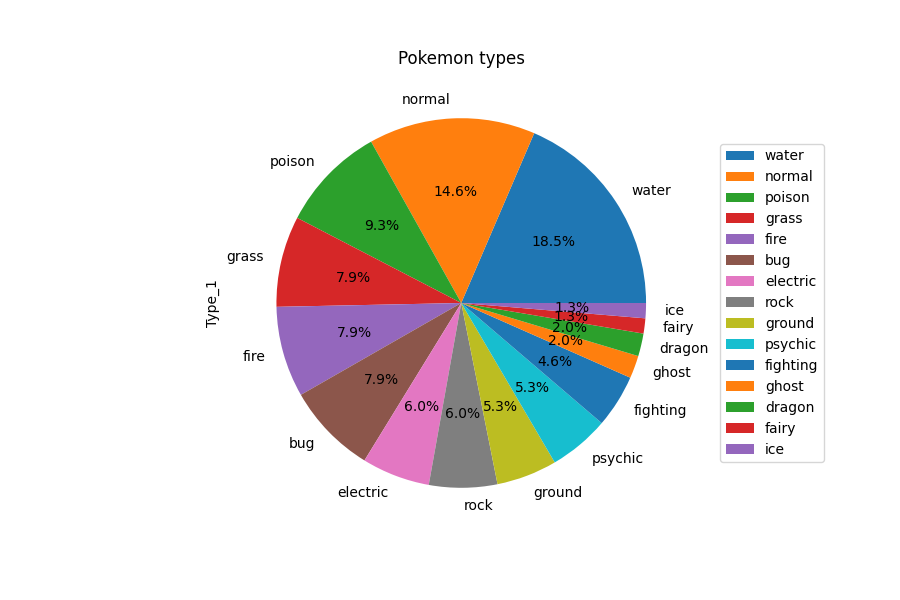 Pokemon types
normal
poison
water
14.6%
9.3%
18.5%
grass
7.9%
Type_1
fire
7.9%
bug
7.9%
electric
6.0%
rock
6.0%
ground
5.3%
psychic
5.3%
fighting
4.6%
ghost
2.0%
dragon
2.0%
fairy
1.3%
ice
1.3%
water
normal
poison
grass
fire
bug
electric
rock
ground
psychic
fighting
ghost
dragon
fairy
ice